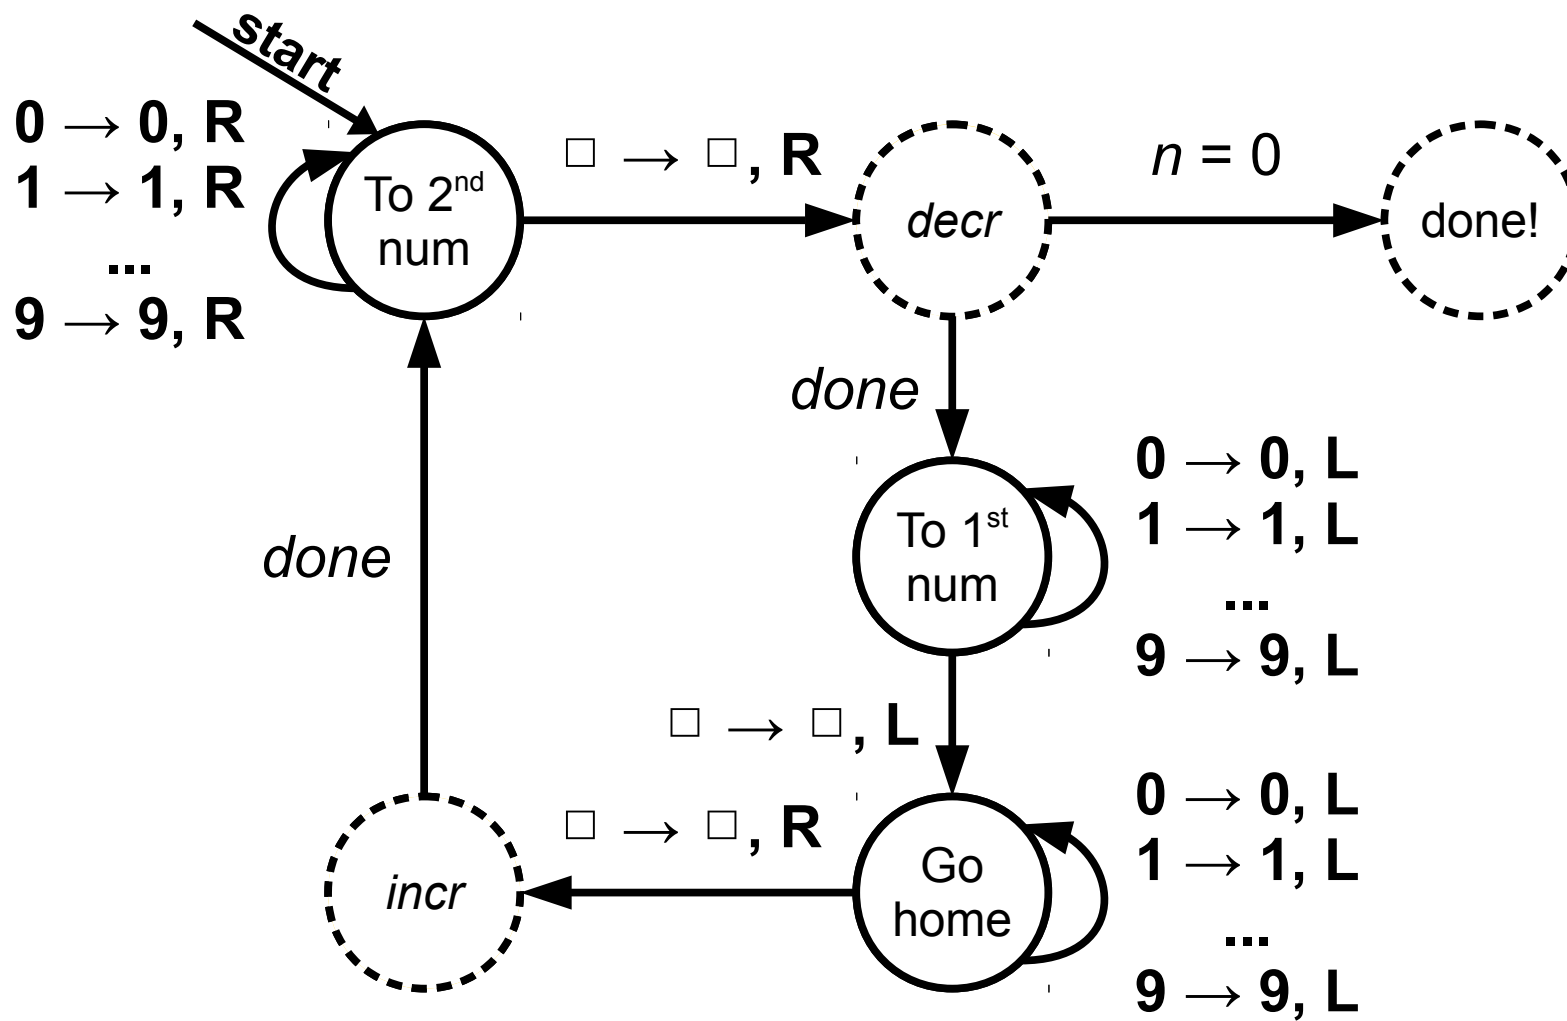 start
0 → 0, R
1 → 1, R
...
9 → 9, R
To 2nd
num
□ → □, R
decr
n = 0
done!
done
To 1st
num
0 → 0, L
1 → 1, L
...
9 → 9, L
done
□ → □, L
□ → □, R
incr
Go
home
0 → 0, L
1 → 1, L
...
9 → 9, L